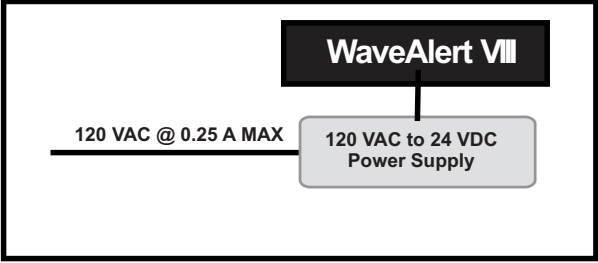 WaveAlert VIII
120 VAC @ 0.25 A MAX
120 VAC to 24 VDC
Power Supply